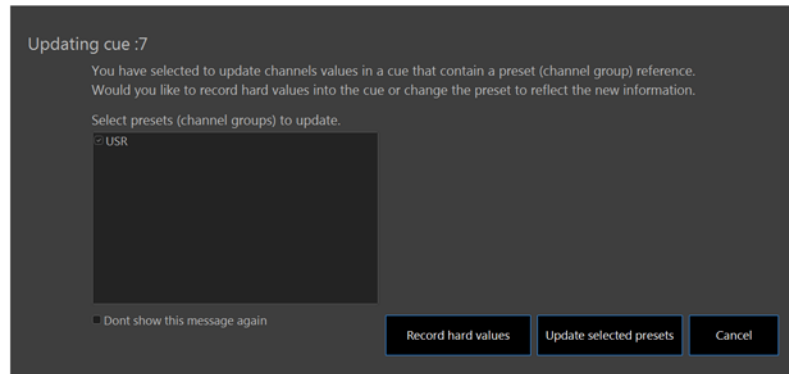 Updating cue :7
You have selected to update channels values in a cue that contain a preset (channel group) reference.
Would you like to record hard values into the cue or change the preset to reflect the new information.
Select presets (channel groups) to update.
USR
Dont show this message again
Record hard values
Update selected presets
Cancel